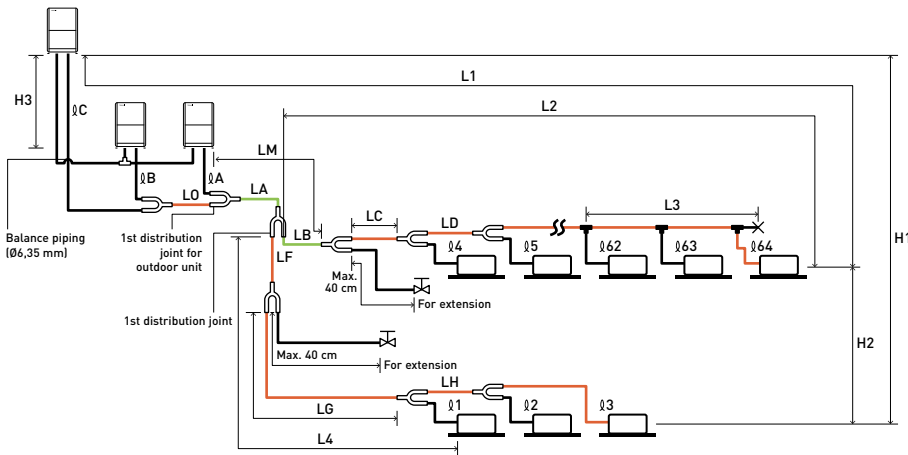 L1
H3
ℓC
L2
LM
ℓB
ℓA
LO
LA
LC
LD
L3
H1
LB
Balance piping
(Ø6,35 mm)
1st distribution
joint for
outdoor unit
LF
ℓ4
ℓ5
ℓ62
ℓ63
ℓ64
Max.
40 cm
For extension
1st distribution joint
H2
Max. 40 cm
For extension
LH
LG
ℓ1
ℓ2
ℓ3
L4